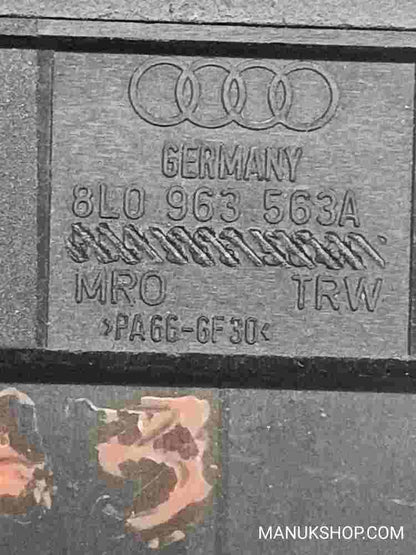 GERMANY
8L0 963 563A
MRO TRW
>PA66-GF30<
MANUKSHOP.COM